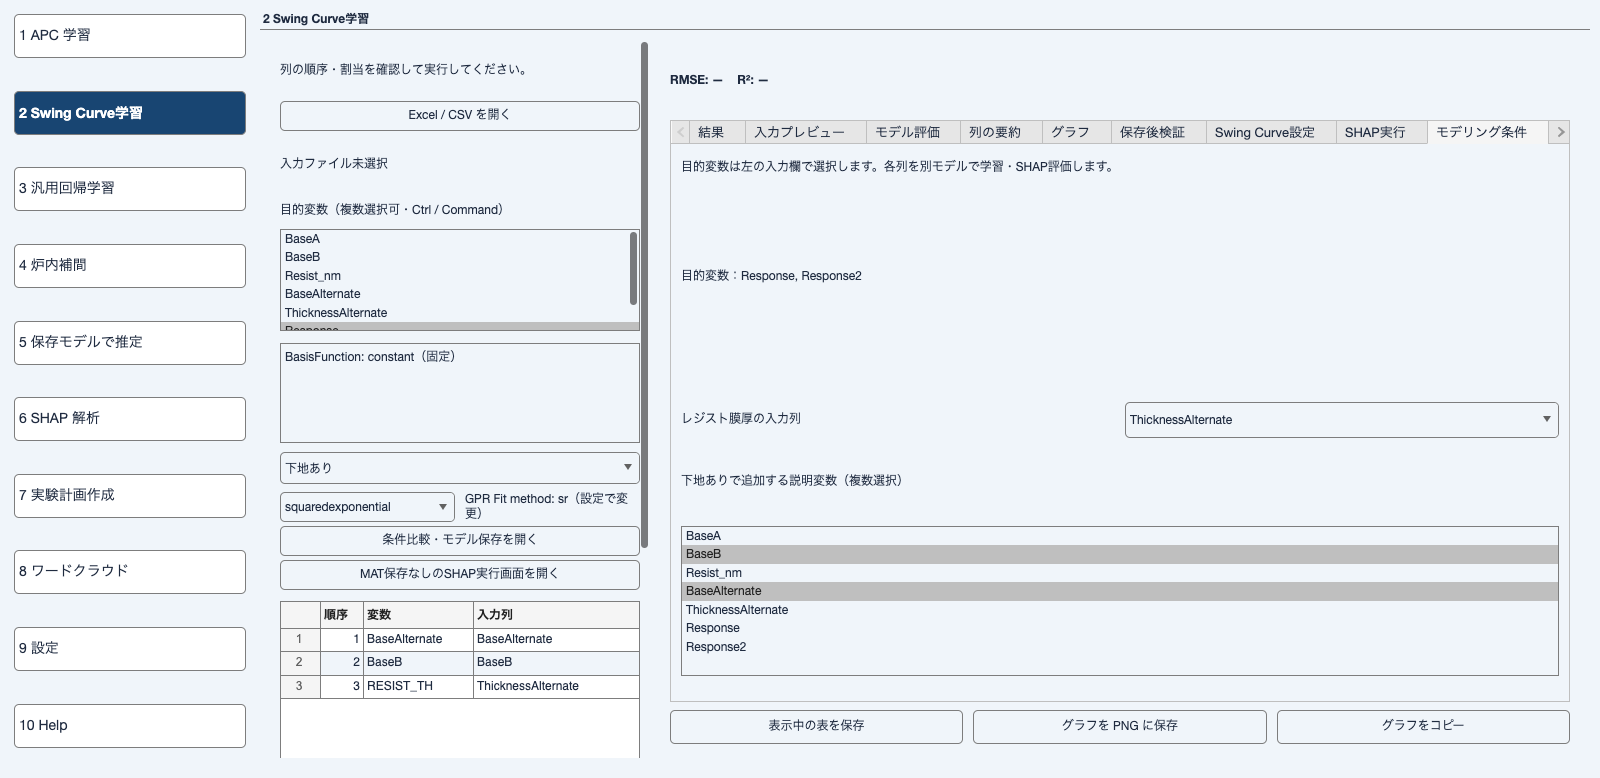 1 APC 学習
2 Swing Curve学習
3 汎用回帰学習
4 炉内補間
5 保存モデルで推定
6 SHAP 解析
7 実験計画作成
8 ワードクラウド
9 設定
10 Help
2 Swing Curve学習
列の順序・割当を確認して実行してください。
Excel / CSV を開く
入力ファイル未選択
目的変数（複数選択可・Ctrl / Command）
BaseA
BaseB
Resist_nm
BaseAlternate
ThicknessAlternate
Response
BasisFunction: constant（固定）
下地あり
squaredexponential
GPR Fit method: sr（設定で変
更）
条件比較・モデル保存を開く
MAT保存なしのSHAP実行画面を開く
順序 変数 入力列
1 1 BaseAlternate BaseAlternate
2 2 BaseB BaseB
3 3 RESIST_TH ThicknessAlternate
RMSE: – R²: –
結果 入力プレビュー モデル評価 列の要約 グラフ 保存後検証 Swing Curve設定 SHAP実行 モデリング条件
目的変数は左の入力欄で選択します。各列を別モデルで学習・SHAP評価します。
目的変数：Response, Response2
レジスト膜厚の入力列
ThicknessAlternate
下地ありで追加する説明変数（複数選択）
BaseA
BaseB
Resist_nm
BaseAlternate
ThicknessAlternate
Response
Response2
表示中の表を保存
グラフを PNG に保存
グラフをコピー